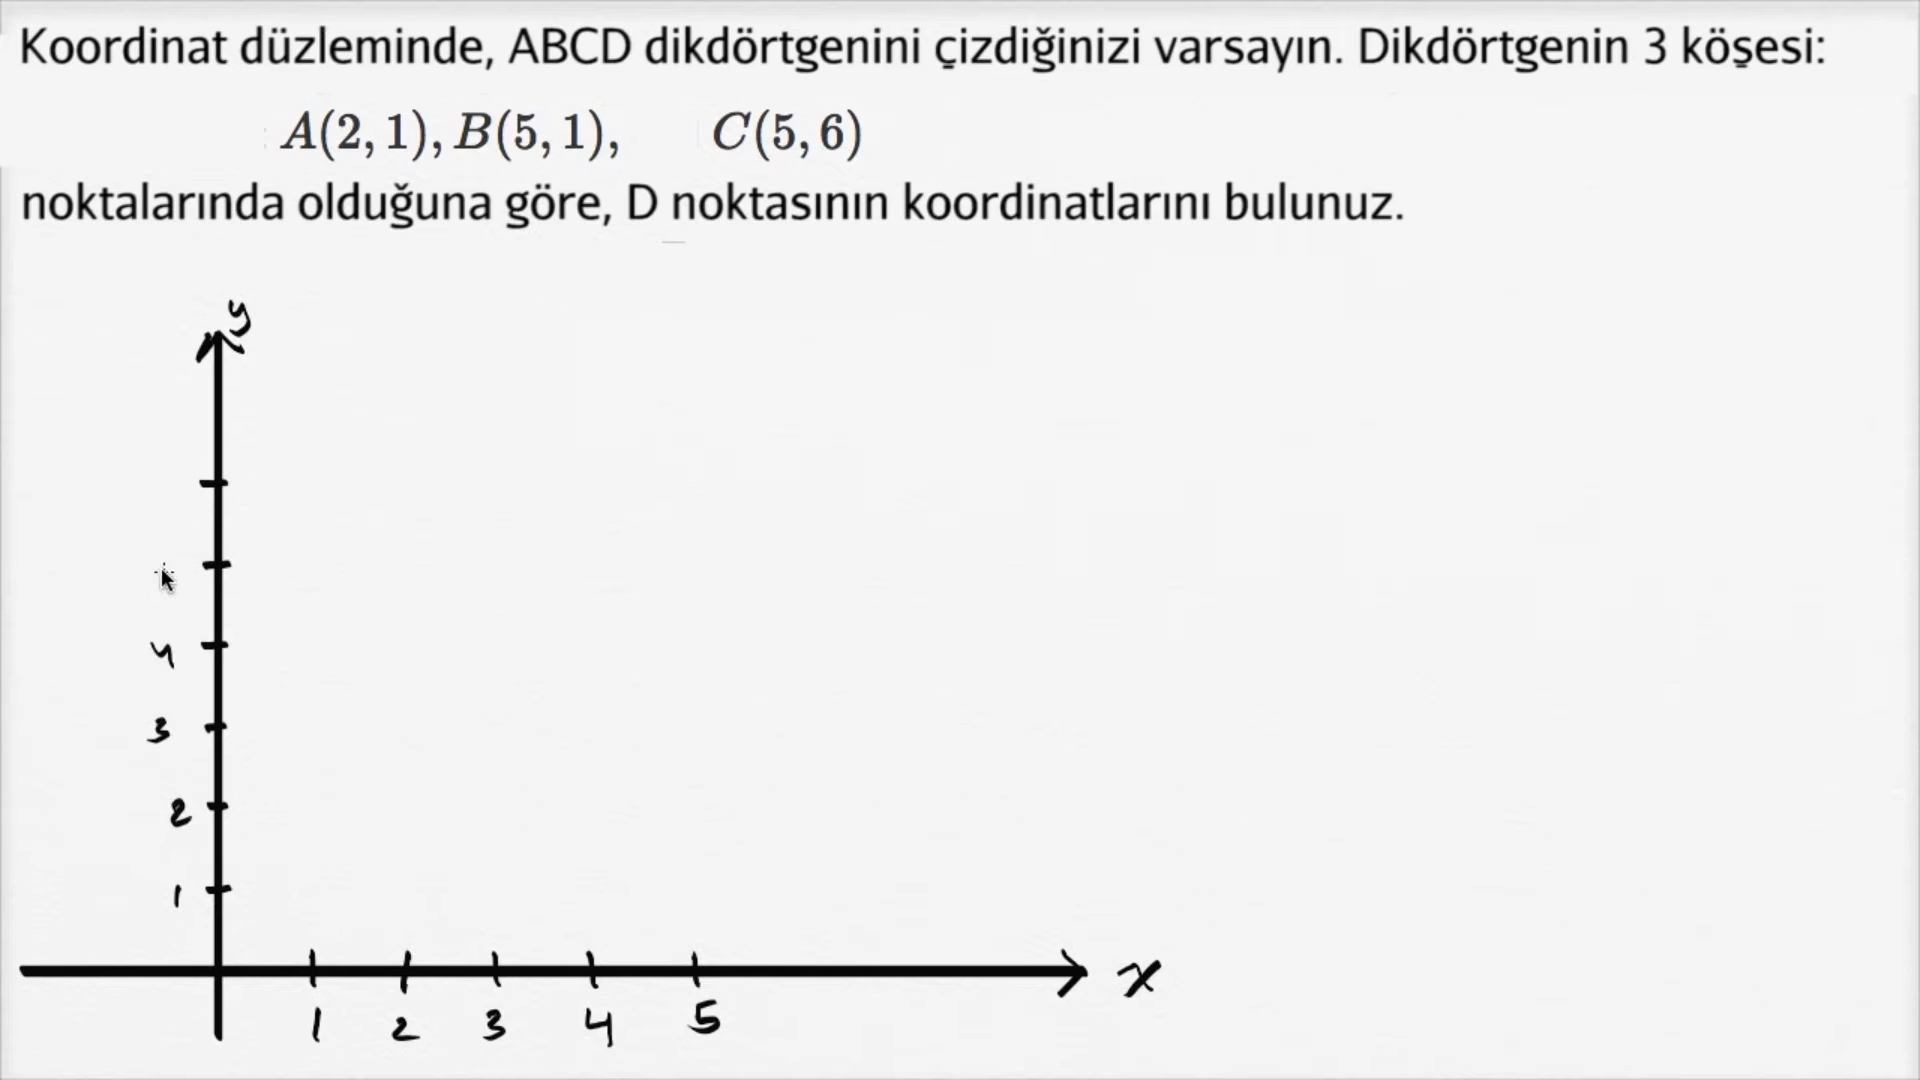 Koordinat düzleminde, ABCD dikdörtgenini çizdiğinizi varsayın. Dikdörtgenin 3 köşesi:
A(2,1), B(5,1), C(5,6)
noktalarında olduğuna göre, D noktasının koordinatlarını bulunuz.
y
4
3
2
1
x
1 2 3 4 5